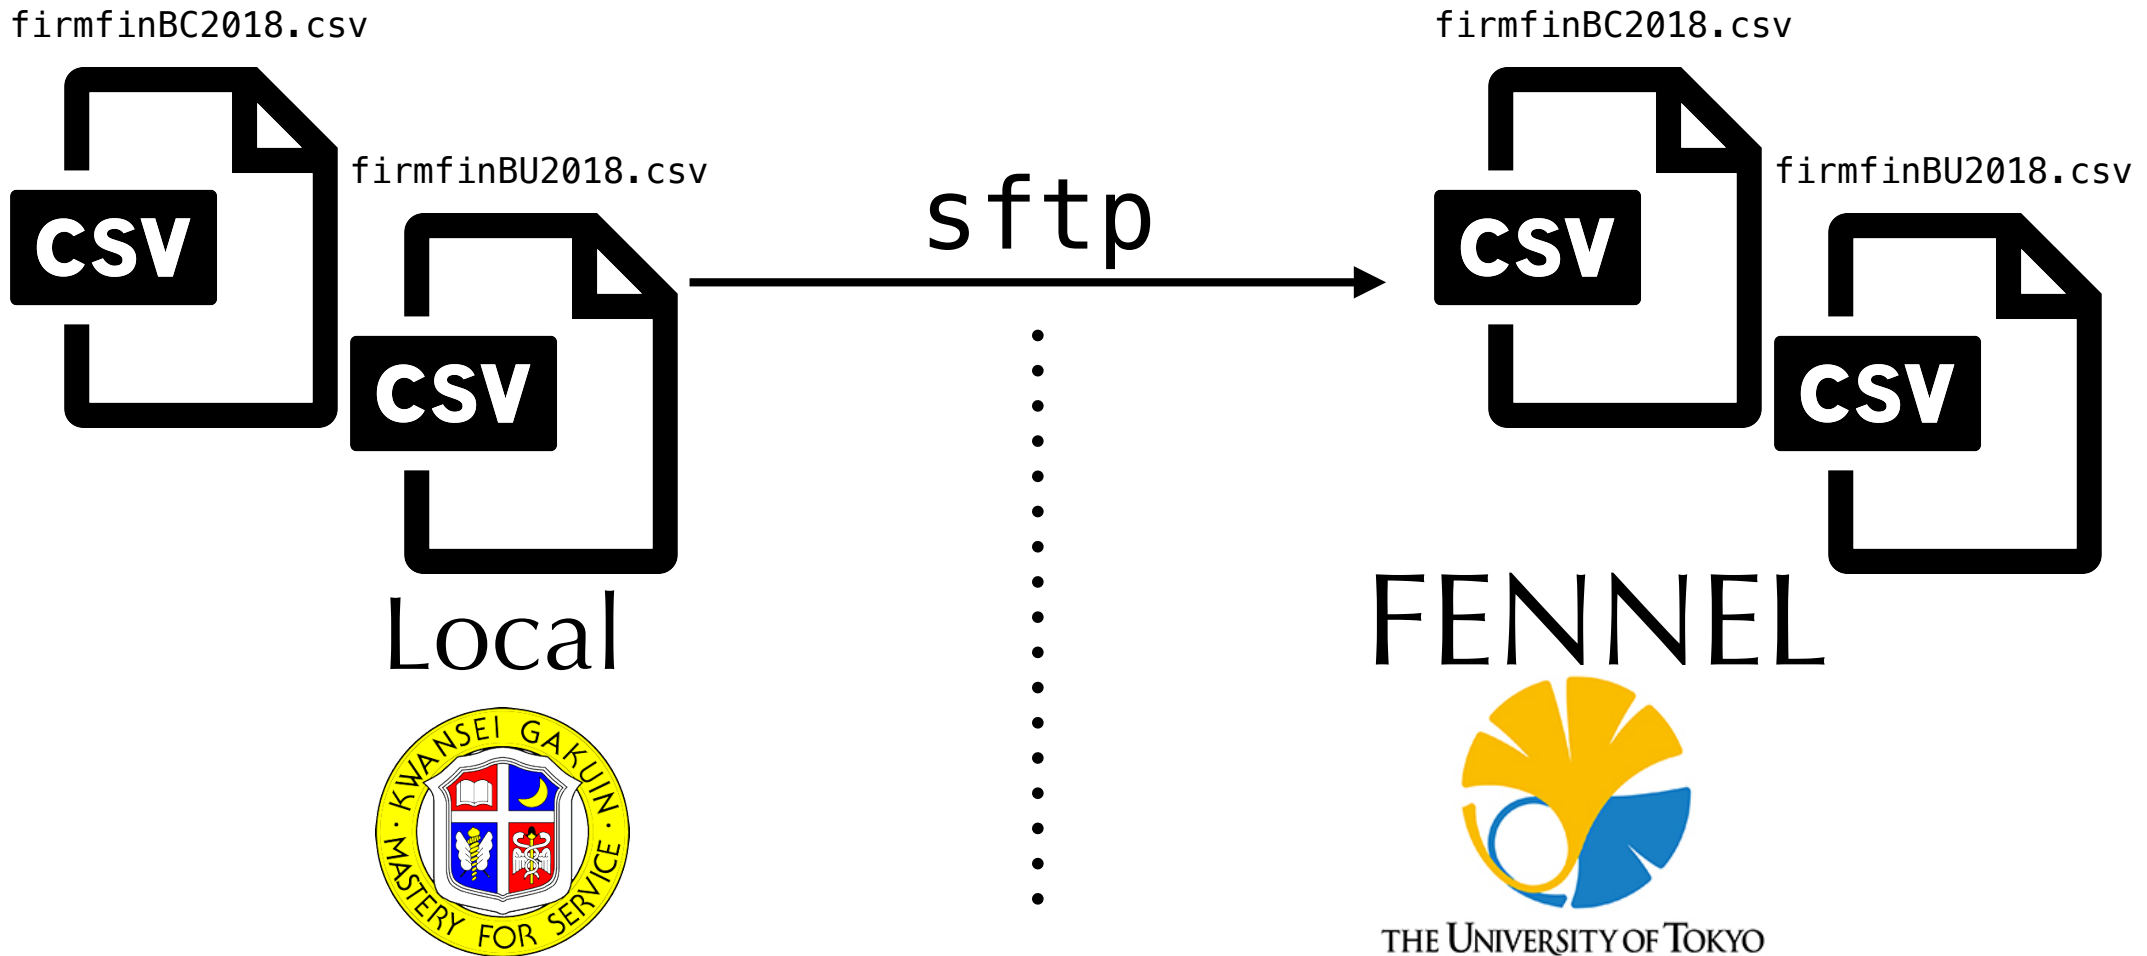 firmfinBC2018.csv
CSV
firmfinBU2018.csv
CSV
sftp
firmfinBC2018.csv
CSV
firmfinBU2018.csv
CSV
Local
KWANSEI GAKUIN
MASTERY FOR SERVICE
FENNEL
THE UNIVERSITY OF TOKYO